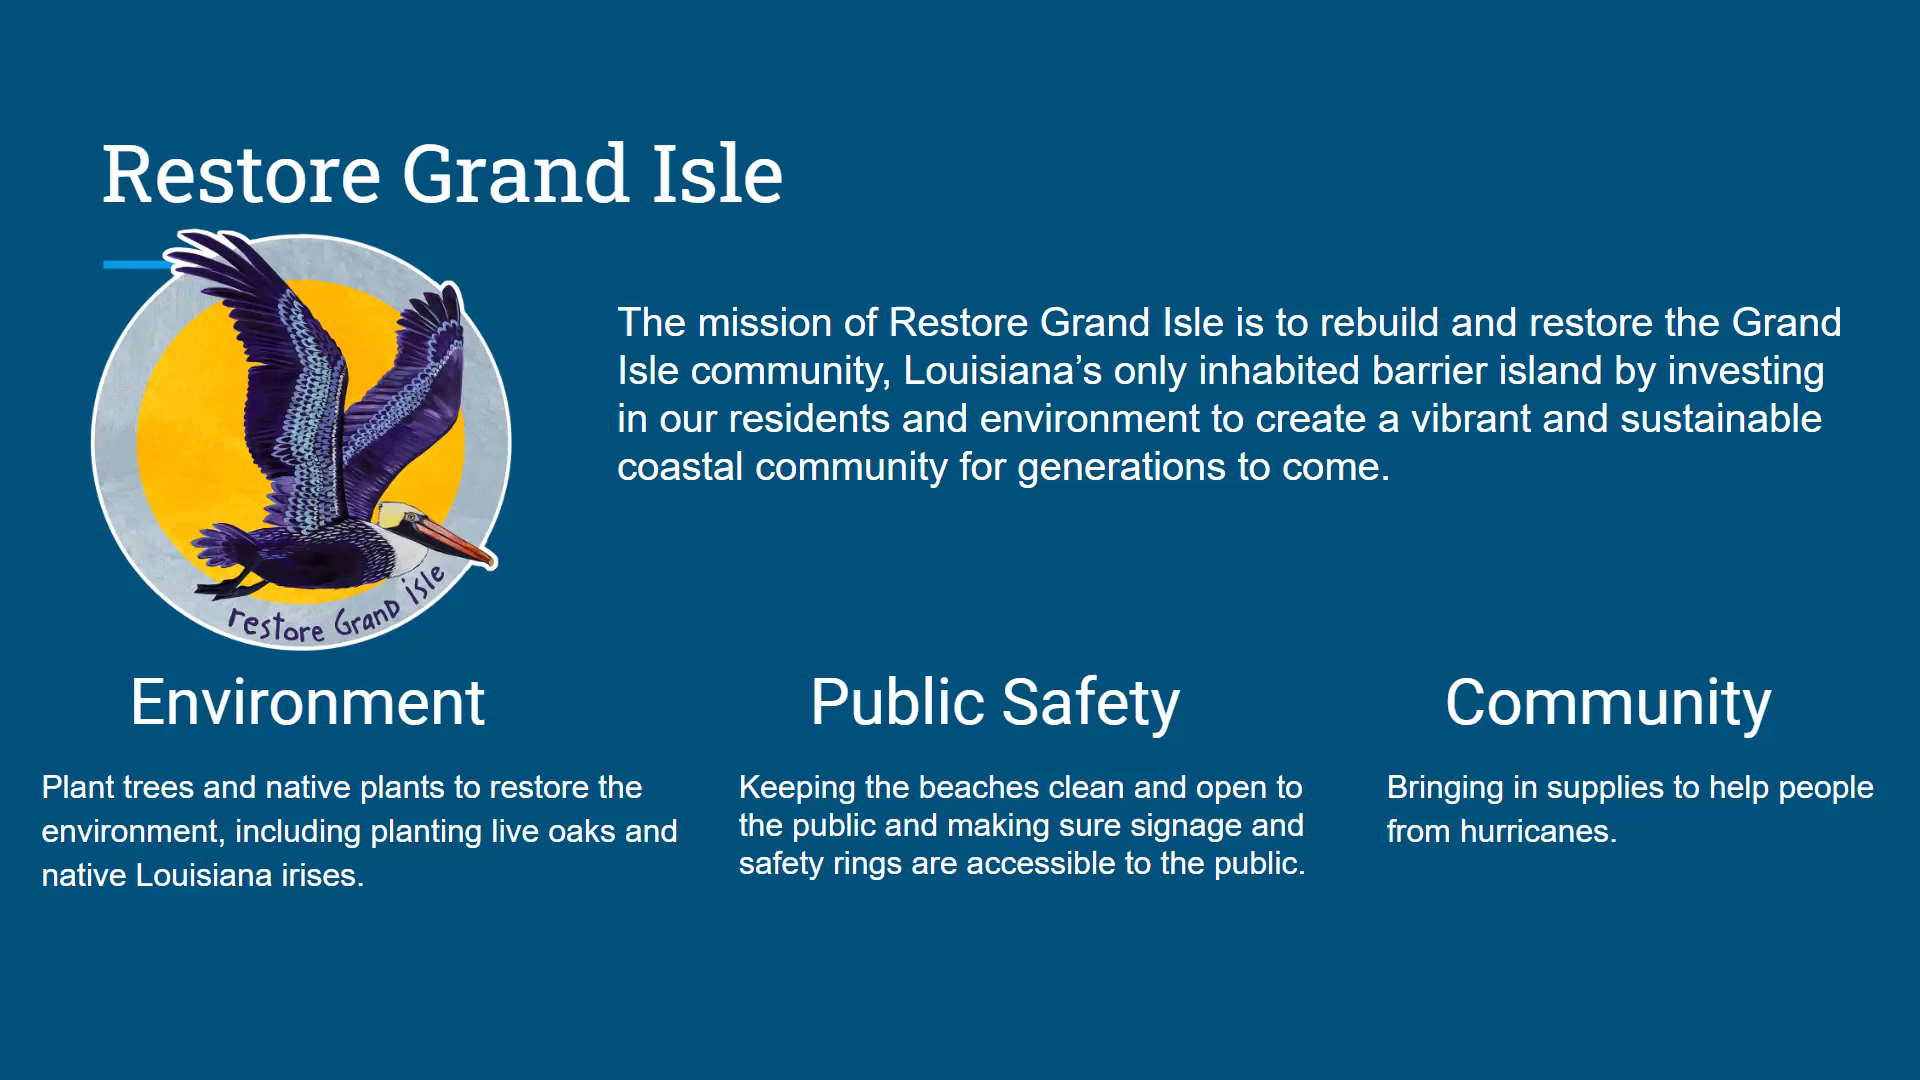 Restore Grand Isle
The mission of Restore Grand Isle is to rebuild and restore the Grand
Isle community, Louisiana’s only inhabited barrier island by investing
in our residents and environment to create a vibrant and sustainable
coastal community for generations to come.
restore Grand isle
Environment
Plant trees and native plants to restore the
environment, including planting live oaks and
native Louisiana irises.
Public Safety
Keeping the beaches clean and open to
the public and making sure signage and
safety rings are accessible to the public.
Community
Bringing in supplies to help people
from hurricanes.